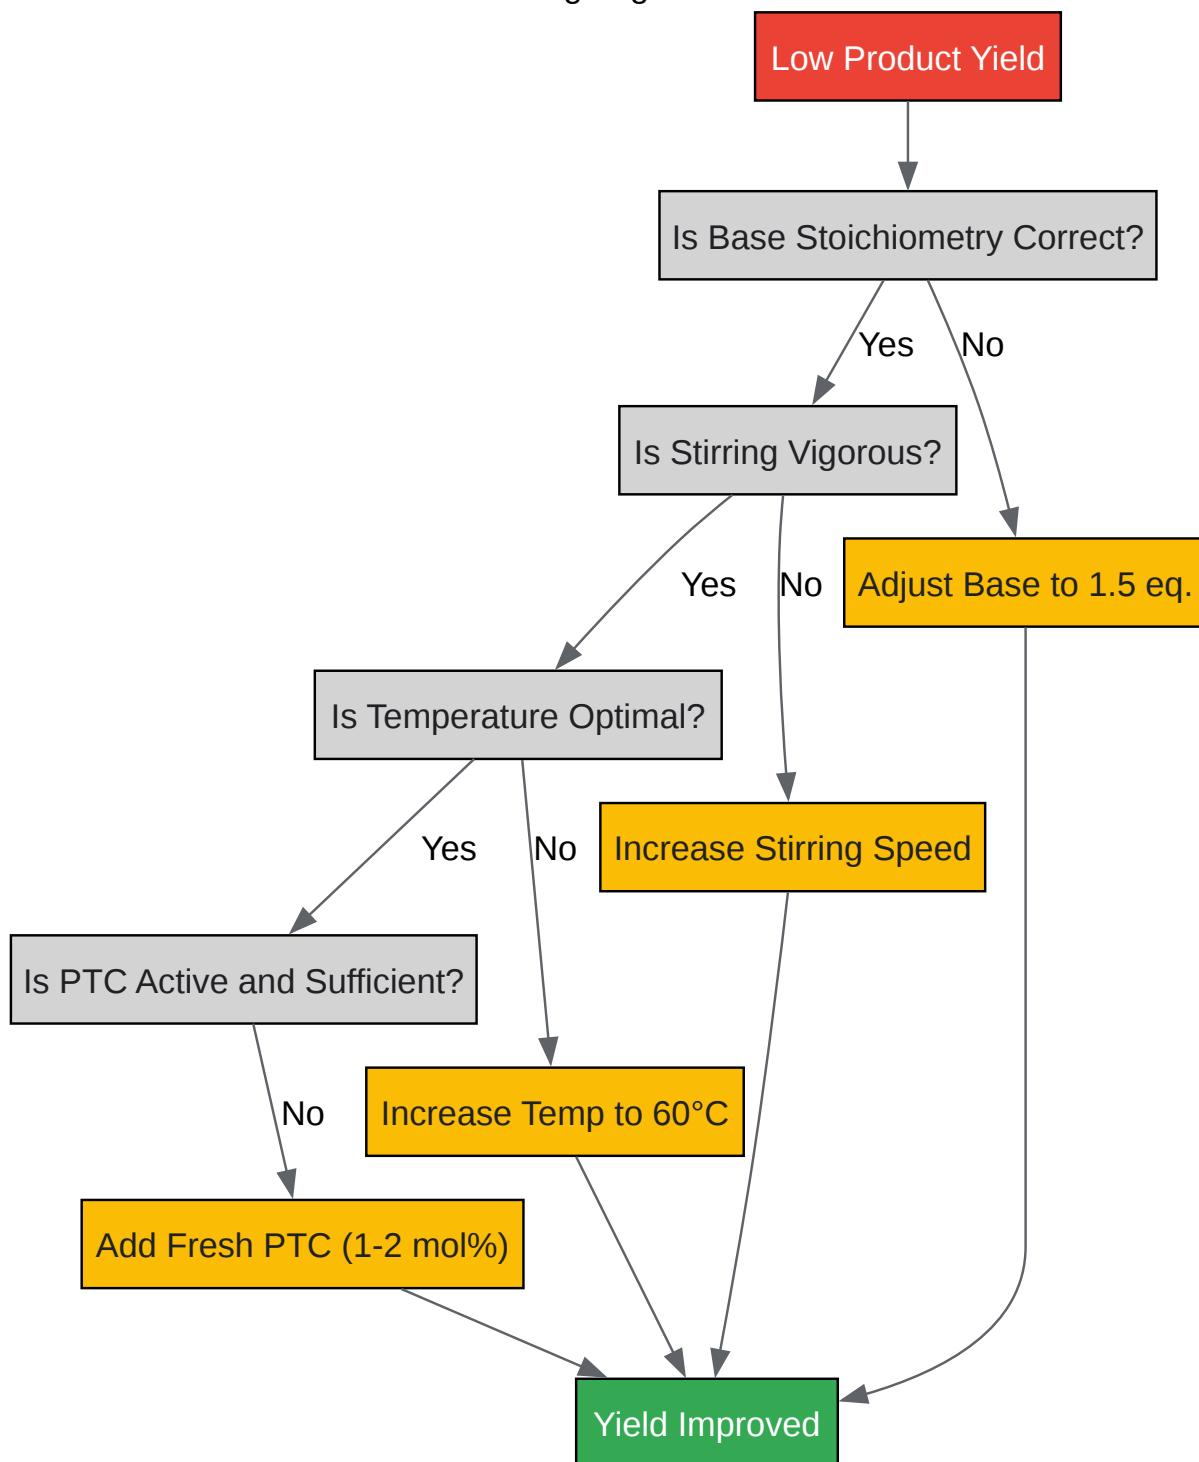 Low Product Yield
Is Base Stoichiometry Correct?
Yes
No
Is Stirring Vigorous?
Yes
No
Adjust Base to 1.5 eq.
Is Temperature Optimal?
Yes
No
Increase Stirring Speed
Is PTC Active and Sufficient?
No
Increase Temp to 60°C
Add Fresh PTC (1-2 mol%)
Yield Improved